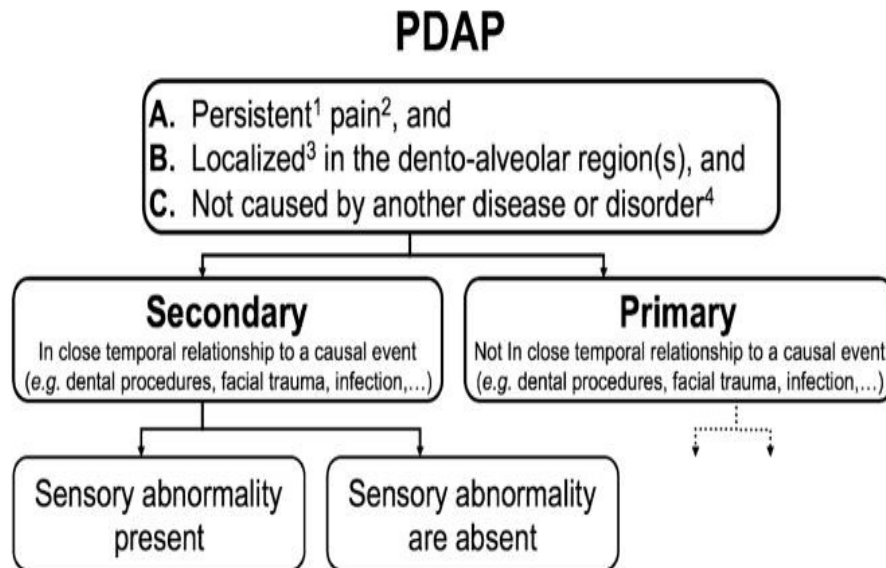 PDAP
A. Persistent¹ pain², and
B. Localized³ in the dento-alveolar region(s), and
C. Not caused by another disease or disorder⁴
Secondary
In close temporal relationship to a causal event
(e.g. dental procedures, facial trauma, infection,...)
Primary
Not In close temporal relationship to a causal event
(e.g. dental procedures, facial trauma, infection,...)
Sensory abnormality
present
Sensory abnormality
are absent